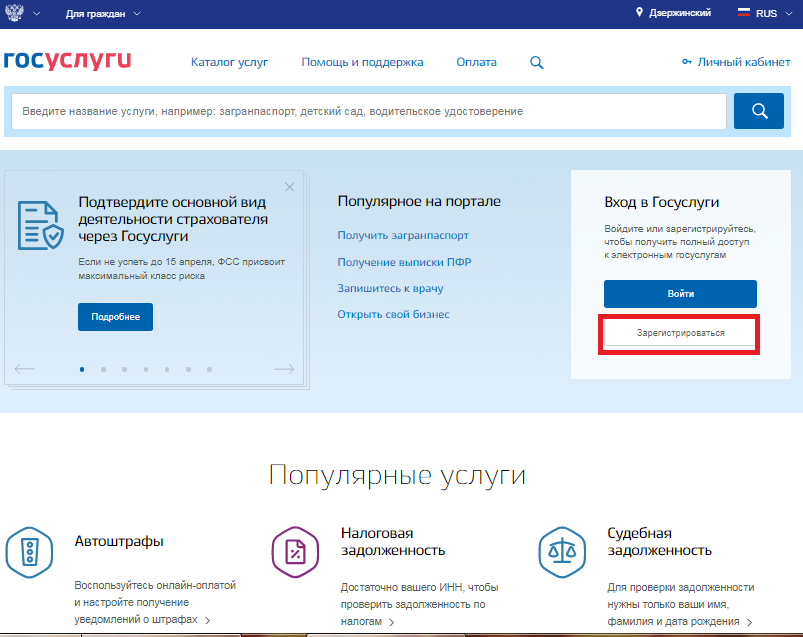 Для граждан
Дзержинский
RUS
госуслуги
Каталог услуг
Помощь и поддержка
Оплата
Личный кабинет
Введите название услуги, например: загранпаспорт, детский сад, водительское удостоверение
Подтвердите основной вид
деятельности страхователя
через Госуслуги
Если не успеть до 15 апреля, ФСС присвоит
максимальный класс риска
Подробнее
Популярное на портале
Получить загранпаспорт
Получение выписки ПФР
Запишитесь к врачу
Открыть свой бизнес
Вход в Госуслуги
Войдите или зарегистрируйтесь,
чтобы получить полный доступ
к электронным госуслугам
Войти
Зарегистрироваться
Популярные услуги
Автоштрафы
Воспользуйтесь онлайн-оплатой
и настройте получение
уведомлений о штрафах
Налоговая
задолженность
Достаточно вашего ИНН, чтобы
проверить задолженность по
налогам
Судебная
задолженность
Для проверки задолженности
нужны только ваши имя,
фамилия и дата рождения